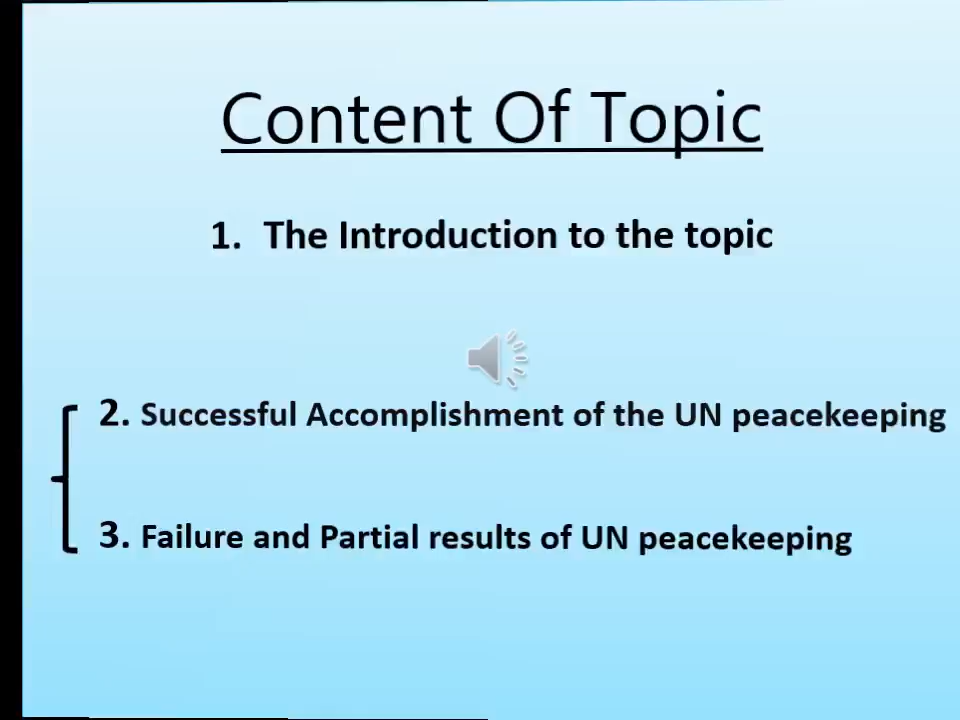 Content Of Topic
1. The Introduction to the topic
2. Successful Accomplishment of the UN peacekeeping
3. Failure and Partial results of UN peacekeeping